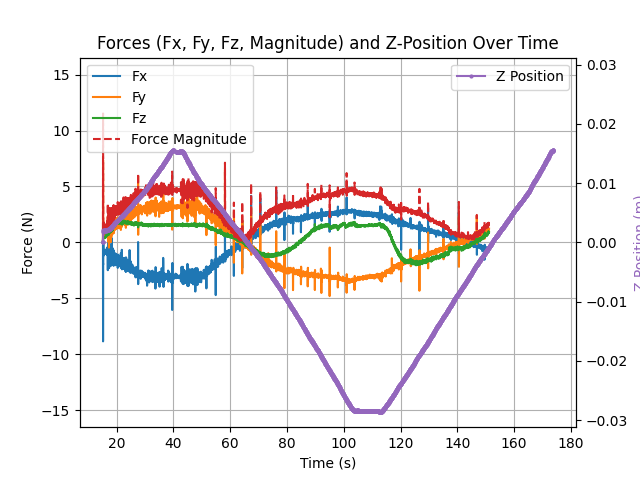 Forces (Fx, Fy, Fz, Magnitude) and Z-Position Over Time
Fx
Fy
Fz
Force Magnitude
Z Position
15
10
5
0
−5
−10
−15
Force (N)
0.03
0.02
0.01
0.00
−0.01
−0.02
−0.03
Z Position (m)
20
40
60
80
100
120
140
160
180
Time (s)